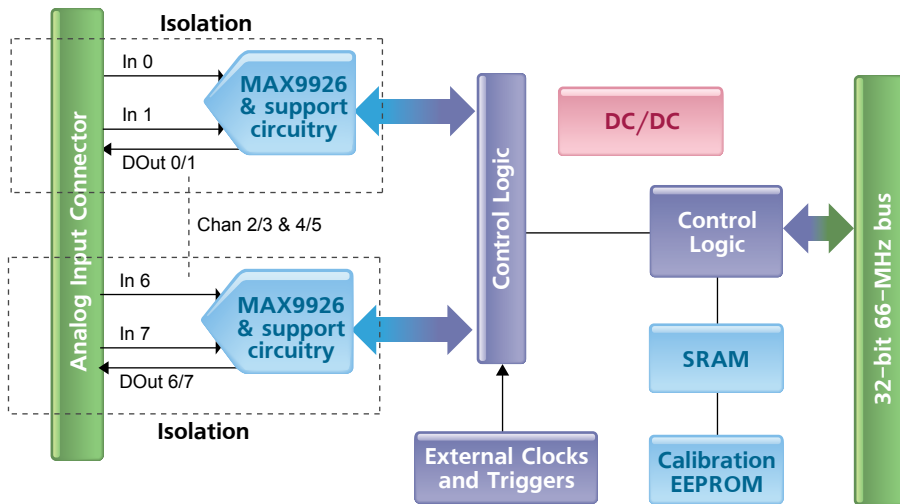 Isolation
In 0
MAX9926
& support
circuitry
In 1
DOut 0/1
Analog Input Connector
Chan 2/3 & 4/5
In 6
MAX9926
& support
circuitry
In 7
DOut 6/7
Isolation
Control Logic
DC/DC
Control
Logic
32-bit 66-MHz bus
SRAM
External Clocks
and Triggers
Calibration
EEPROM